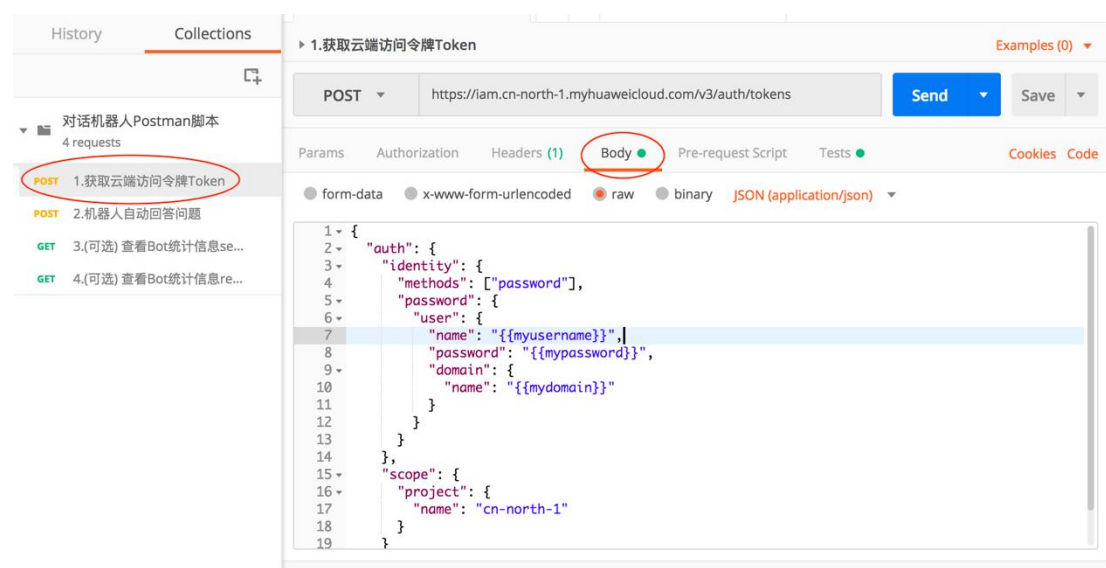 History
Collections
对话机器人Postman脚本
4 requests
POST 1.获取云端访问令牌Token
POST 2.机器人自动回答问题
GET 3.(可选) 查看Bot统计信息se...
GET 4.(可选) 查看Bot统计信息re...
1.获取云端访问令牌Token
Examples (0)
POST
https://iam.cn-north-1.myhuaweicloud.com/v3/auth/tokens
Send
Save
Params Authorization Headers (1) Body Pre-request Script Tests Cookies Code
form-data x-www-form-urlencoded raw binary JSON (application/json)
1 {
2 "auth": {
3 "identity": {
4 "methods": ["password"],
5 "password": {
6 "user": {
7 "name": "{{myusername}}",
8 "password": "{{mypassword}}",
9 "domain": {
10 "name": "{{mydomain}}"
11 }
12 }
13 }
14 },
15 "scope": {
16 "project": {
17 "name": "cn-north-1"
18 }
19 }